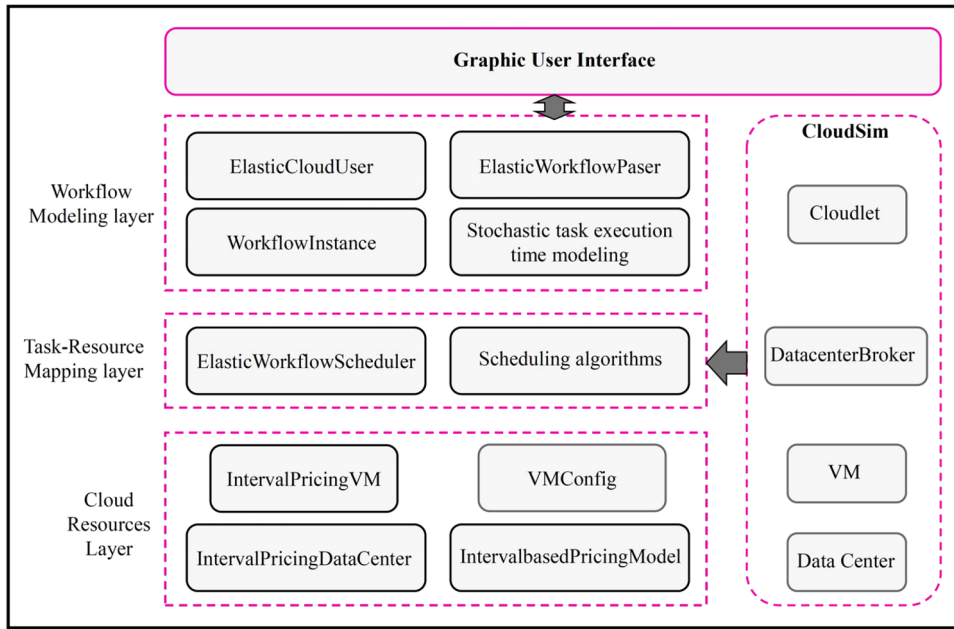 Graphic User Interface
Workflow
Modeling layer
ElasticCloudUser
ElasticWorkflowPaser
WorkflowInstance
Stochastic task execution
time modeling
Task-Resource
Mapping layer
ElasticWorkflowScheduler
Scheduling algorithms
Cloud
Resources
Layer
IntervalPricingVM
VMConfig
IntervalPricingDataCenter
IntervalbasedPricingModel
CloudSim
Cloudlet
DatacenterBroker
VM
Data Center